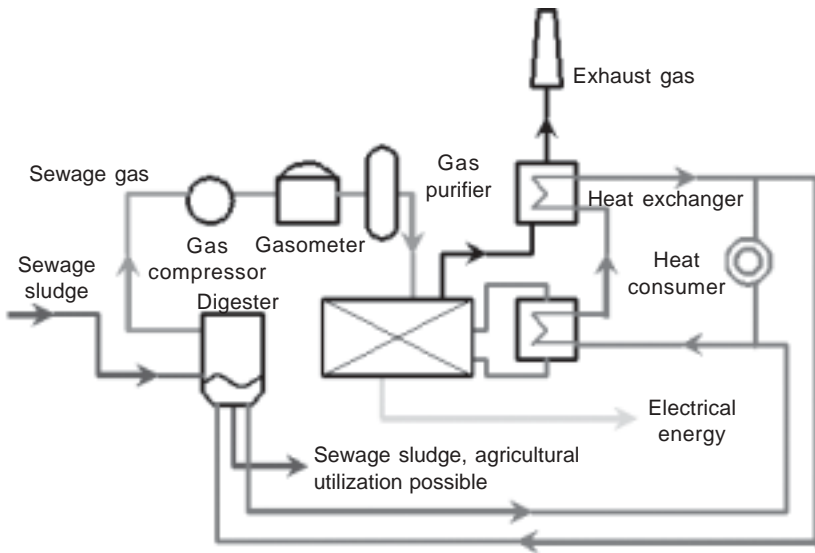 Exhaust gas
Sewage gas
Gas
purifier
Heat exchanger
Gas
compressor
Gasometer
Sewage
sludge
Digester
Heat
consumer
Electrical
energy
Sewage sludge, agricultural
utilization possible